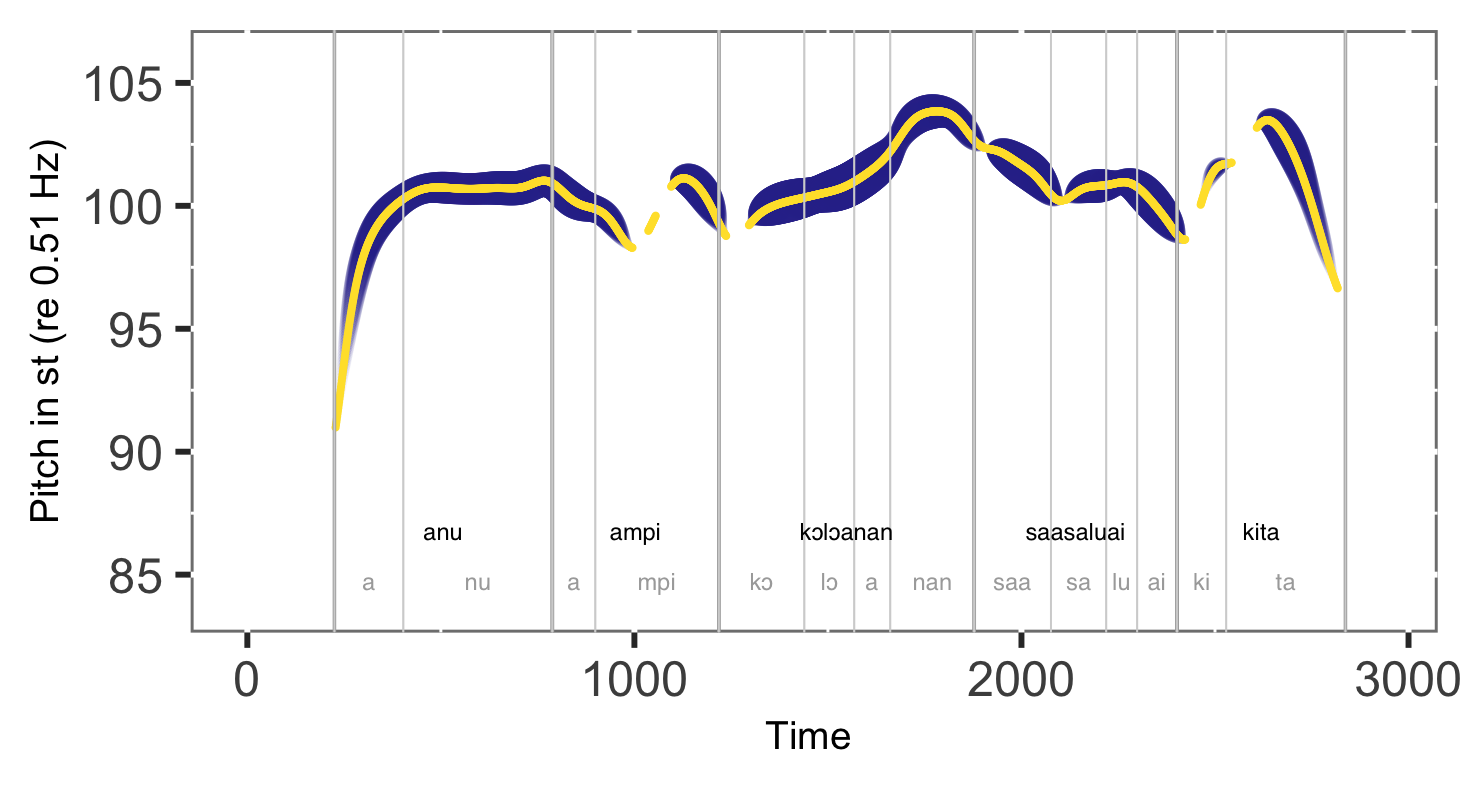 Pitch in st (re 0.51 Hz)
105
100
95
90
85
anu ampi kɔlɔanan saasaluai kita
a nu a mpi kɔ lɔ a nan saa sa lu ai ki ta
0 1000 2000 3000
Time